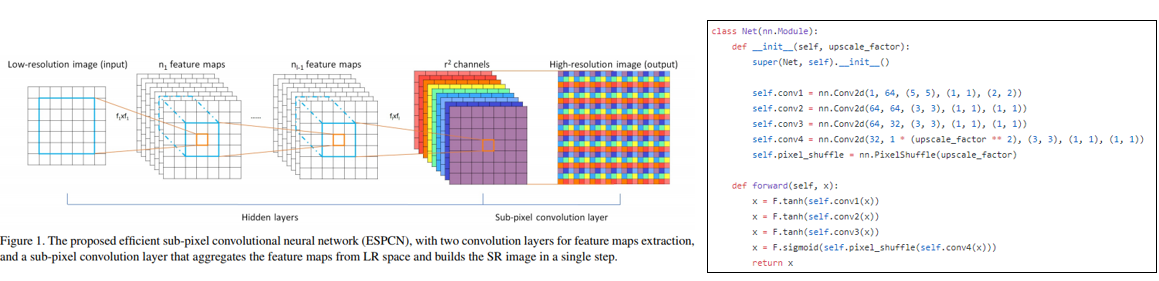 Low-resolution image (input)
n1 feature maps
nl-1 feature maps
r² channels
High-resolution image (output)
f1xf1
......
flxfl
Hidden layers
Sub-pixel convolution layer
Figure 1. The proposed efficient sub-pixel convolutional neural network (ESPCN), with two convolution layers for feature maps extraction,
and a sub-pixel convolution layer that aggregates the feature maps from LR space and builds the SR image in a single step.
class Net(nn.Module):
    def __init__(self, upscale_factor):
        super(Net, self).__init__()
        self.conv1 = nn.Conv2d(1, 64, (5, 5), (1, 1), (2, 2))
        self.conv2 = nn.Conv2d(64, 64, (3, 3), (1, 1), (1, 1))
        self.conv3 = nn.Conv2d(64, 32, (3, 3), (1, 1), (1, 1))
        self.conv4 = nn.Conv2d(32, 1 * (upscale_factor ** 2), (3, 3), (1, 1), (1, 1))
        self.pixel_shuffle = nn.PixelShuffle(upscale_factor)
    def forward(self, x):
        x = F.tanh(self.conv1(x))
        x = F.tanh(self.conv2(x))
        x = F.tanh(self.conv3(x))
        x = F.sigmoid(self.pixel_shuffle(self.conv4(x)))
        return x